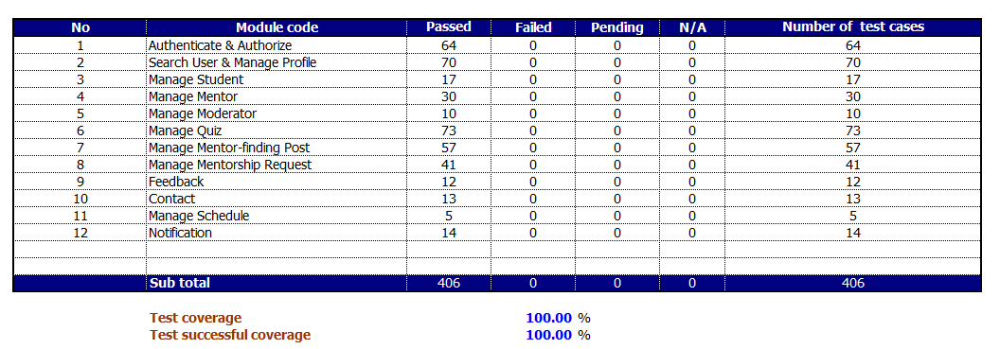 No Module code Passed Failed Pending N/A Number of test cases
1 Authenticate & Authorize 64 0 0 0 64
2 Search User & Manage Profile 70 0 0 0 70
3 Manage Student 17 0 0 0 17
4 Manage Mentor 30 0 0 0 30
5 Manage Moderator 10 0 0 0 10
6 Manage Quiz 73 0 0 0 73
7 Manage Mentor-finding Post 57 0 0 0 57
8 Manage Mentorship Request 41 0 0 0 41
9 Feedback 12 0 0 0 12
10 Contact 13 0 0 0 13
11 Manage Schedule 5 0 0 0 5
12 Notification 14 0 0 0 14
Sub total 406 0 0 0 406
Test coverage 100.00 %
Test successful coverage 100.00 %